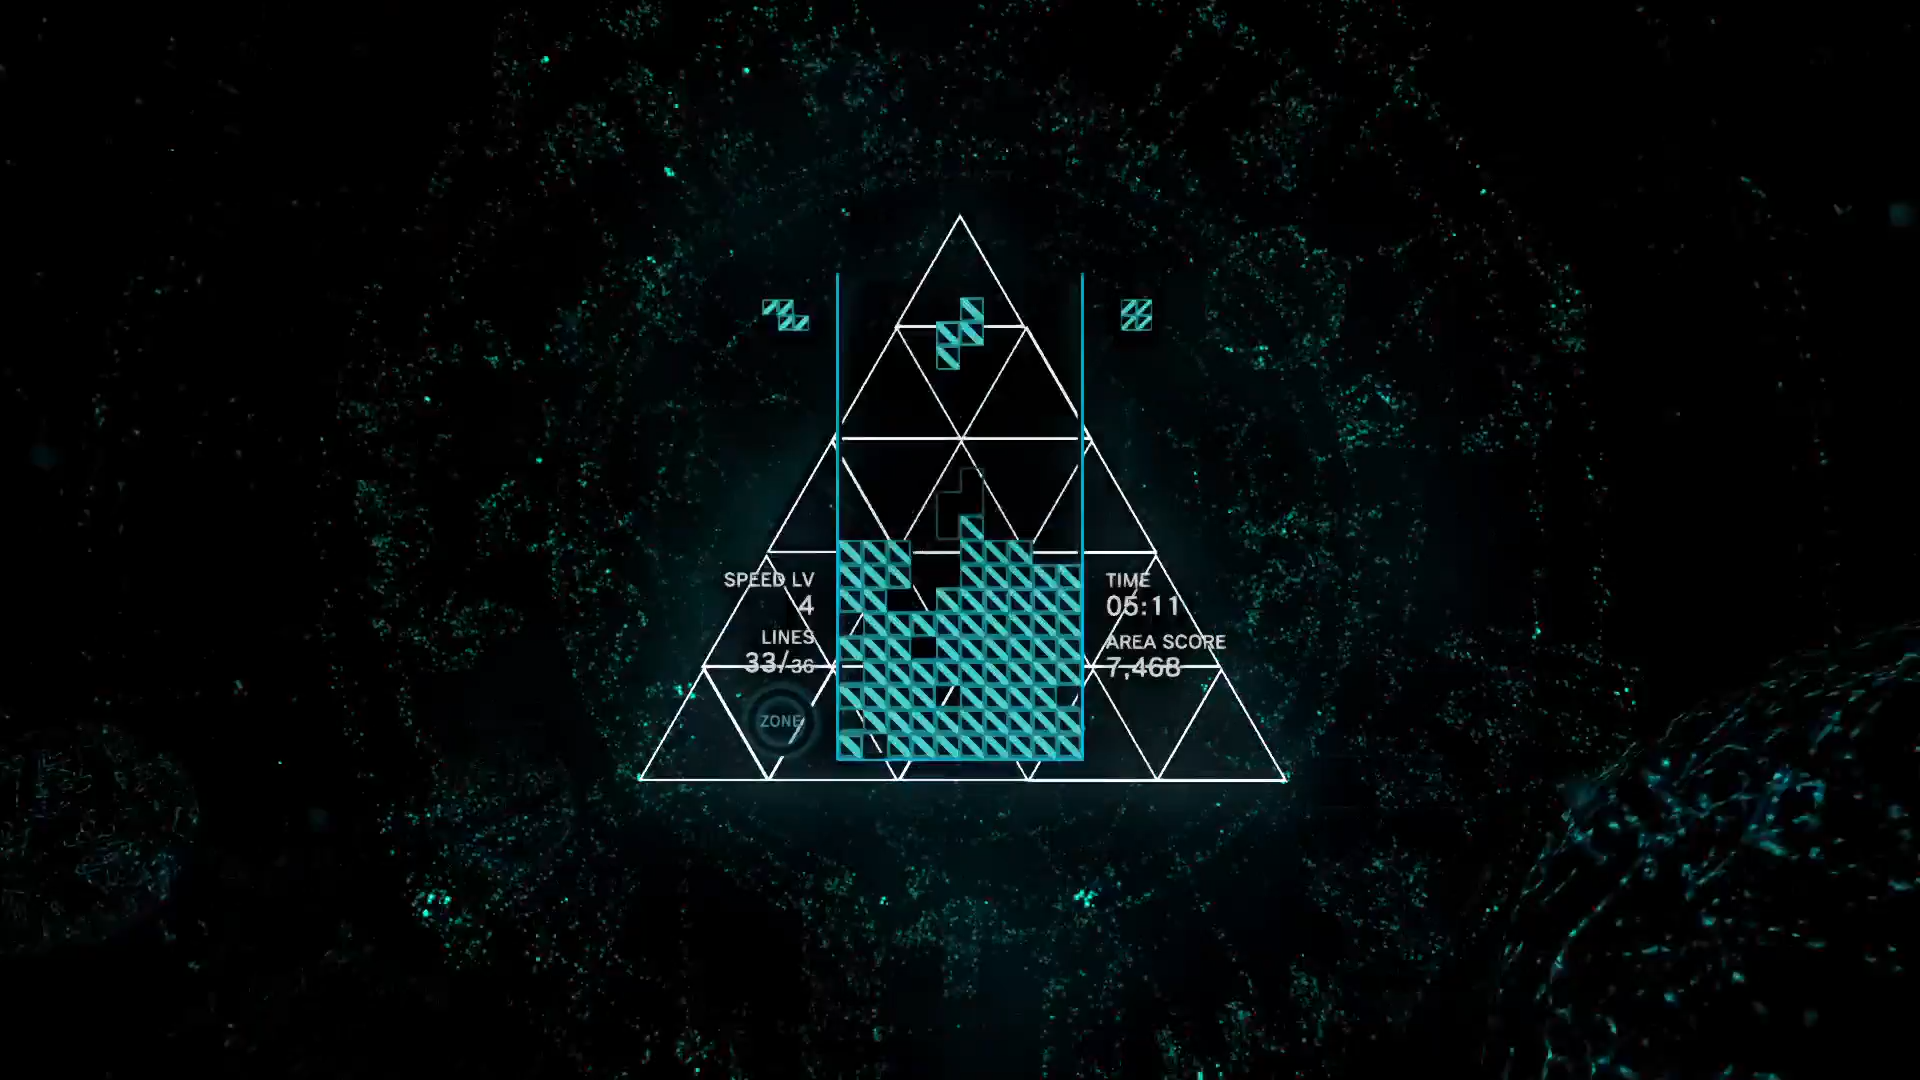 SPEED LV
4
LINES
33/36
ZONE
TIME
05:11
AREA SCORE
7,468